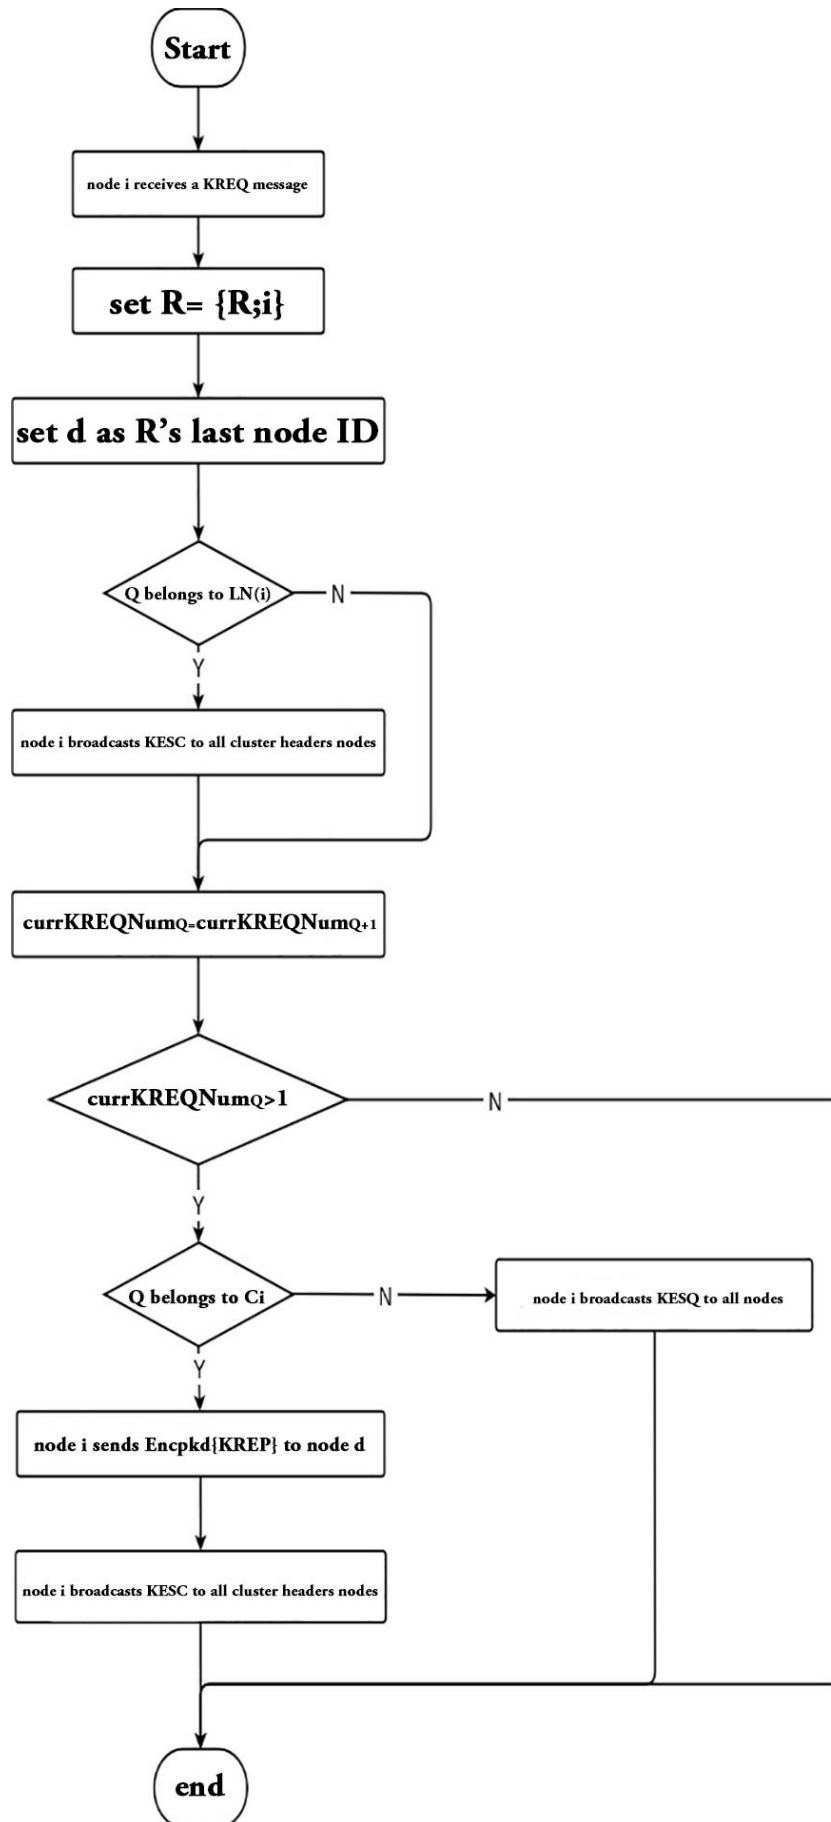 Start
node i receives a KREQ message
set R= {R;i}
set d as R's last node ID
Q belongs to LN(i)
N
Y
node i broadcasts KESC to all cluster headers nodes
currKREQNumQ=currKREQNumQ+1
currKREQNumQ>1
N
Y
Q belongs to Ci
N
node i broadcasts KESQ to all nodes
Y
node i sends Encpkd{KREP} to node d
node i broadcasts KESC to all cluster headers nodes
end